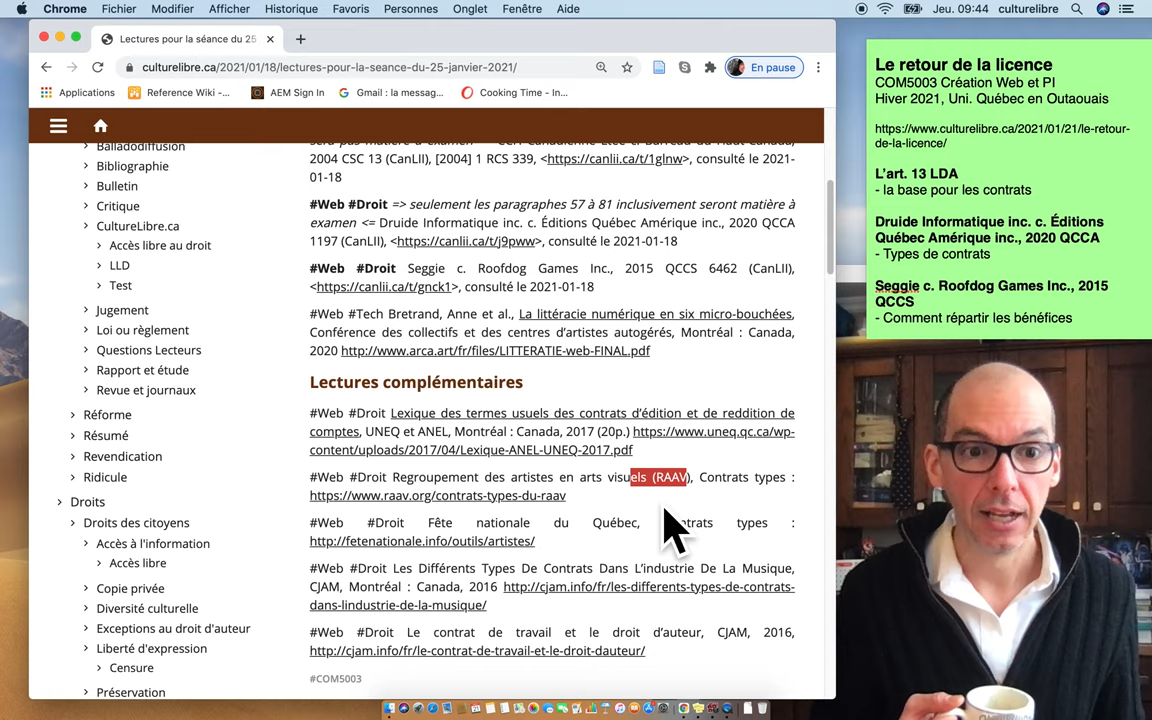 Chrome Fichier Modifier Afficher Historique Favoris Personnes Onglet Fenêtre Aide Jeu. 09:44 culturelibre
Lectures pour la séance du 25
culturelibre.ca/2021/01/18/lectures-pour-la-seance-du-25-janvier-2021/ En pause
Applications Reference Wiki -... AEM Sign In Gmail : la messag... Cooking Time - In...
Balladodiffusion
Bibliographie
Bulletin
Critique
CultureLibre.ca
Accès libre au droit
LLD
Test
Jugement
Loi ou règlement
Questions Lecteurs
Rapport et étude
Revue et journaux
Réforme
Résumé
Revendication
Ridicule
Droits
Droits des citoyens
Accès à l'information
Accès libre
Copie privée
Diversité culturelle
Exceptions au droit d'auteur
Liberté d'expression
Censure
Préservation
2004 CSC 13 (CanLII), [2004] 1 RCS 339, <https://canlii.ca/t/1glnw>, consulté le 2021-
01-18
#Web #Droit => seulement les paragraphes 57 à 81 inclusivement seront matière à
examen <= Druide Informatique inc. c. Éditions Québec Amérique inc., 2020 QCCA
1197 (CanLII), <https://canlii.ca/t/j9pww>, consulté le 2021-01-18
#Web #Droit Seggie c. Roofdog Games Inc., 2015 QCCS 6462 (CanLII),
<https://canlii.ca/t/gnck1>, consulté le 2021-01-18
#Web #Tech Bretrand, Anne et al., La littéracie numérique en six micro-bouchées,
Conférence des collectifs et des centres d'artistes autogérés, Montréal : Canada,
2020 http://www.arca.art/fr/files/LITTERATIE-web-FINAL.pdf
Lectures complémentaires
#Web #Droit Lexique des termes usuels des contrats d'édition et de reddition de
comptes, UNEQ et ANEL, Montréal : Canada, 2017 (20p.) https://www.uneq.qc.ca/wp-
content/uploads/2017/04/Lexique-ANEL-UNEQ-2017.pdf
#Web #Droit Regroupement des artistes en arts visuels (RAAV), Contrats types :
https://www.raav.org/contrats-types-du-raav
#Web #Droit Fête nationale du Québec, types :
http://fetenationale.info/outils/artistes/
#Web #Droit Les Différents Types De Contrats Dans L'industrie De La Musique,
CJAM, Montréal : Canada, 2016 http://cjam.info/fr/les-differents-types-de-contrats-
dans-lindustrie-de-la-musique/
#Web #Droit Le contrat de travail et le droit d'auteur, CJAM, 2016,
http://cjam.info/fr/le-contrat-de-travail-et-le-droit-dauteur/
#COM5003
Le retour de la licence
COM5003 Création Web et PI
Hiver 2021, Uni. Québec en Outaouais
https://www.culturelibre.ca/2021/01/21/le-retour-
de-la-licence/
L'art. 13 LDA
- la base pour les contrats
Druide Informatique inc. c. Éditions
Québec Amérique inc., 2020 QCCA
- Types de contrats
Seggie c. Roofdog Games Inc., 2015
QCCS
- Comment répartir les bénéfices